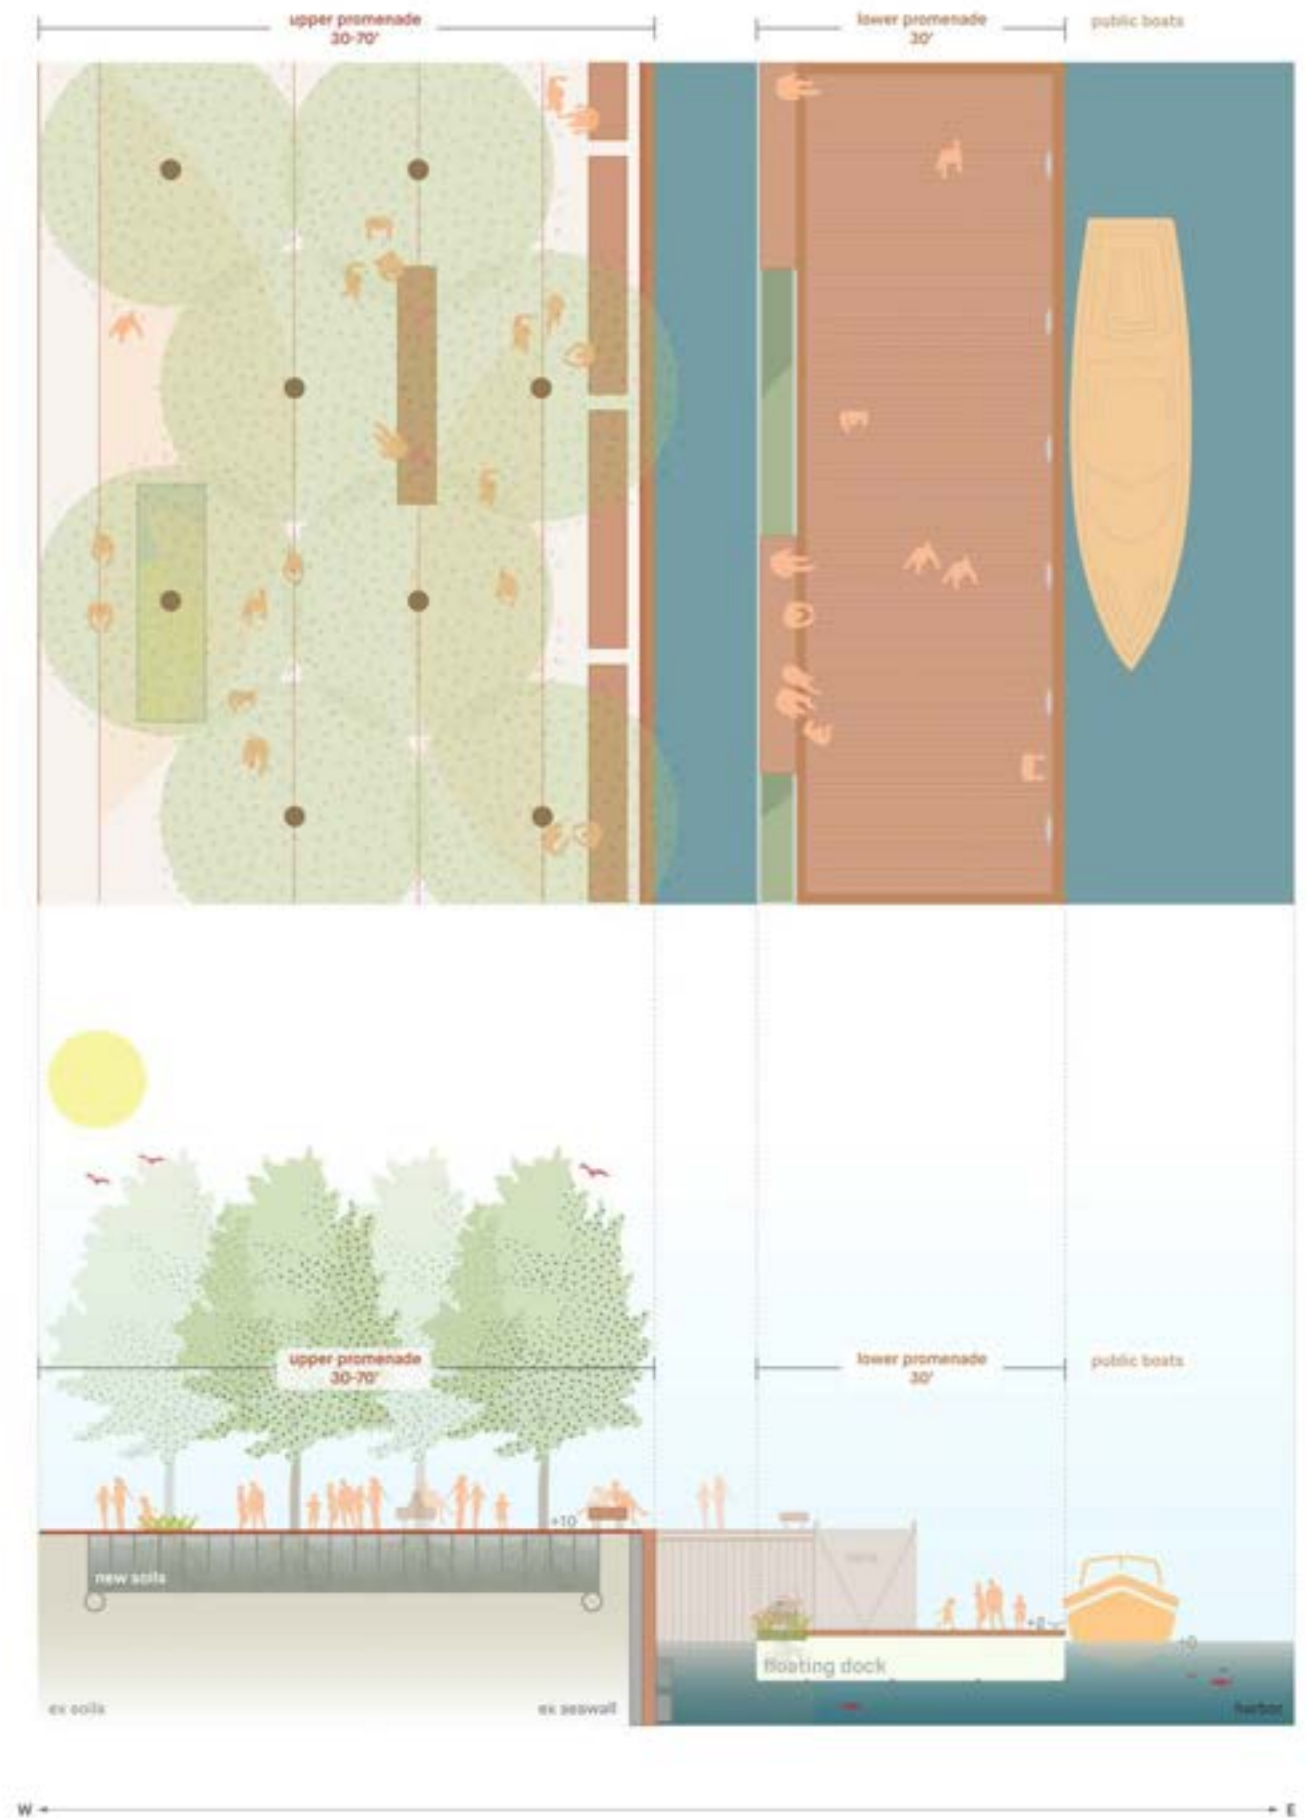 upper promenade
30-70'
lower promenade
30'
public boats
upper promenade
30-70'
lower promenade
30'
public boats
+10
new soils
floating dock
+0
ex soils
ex seawall
harbor
W
E